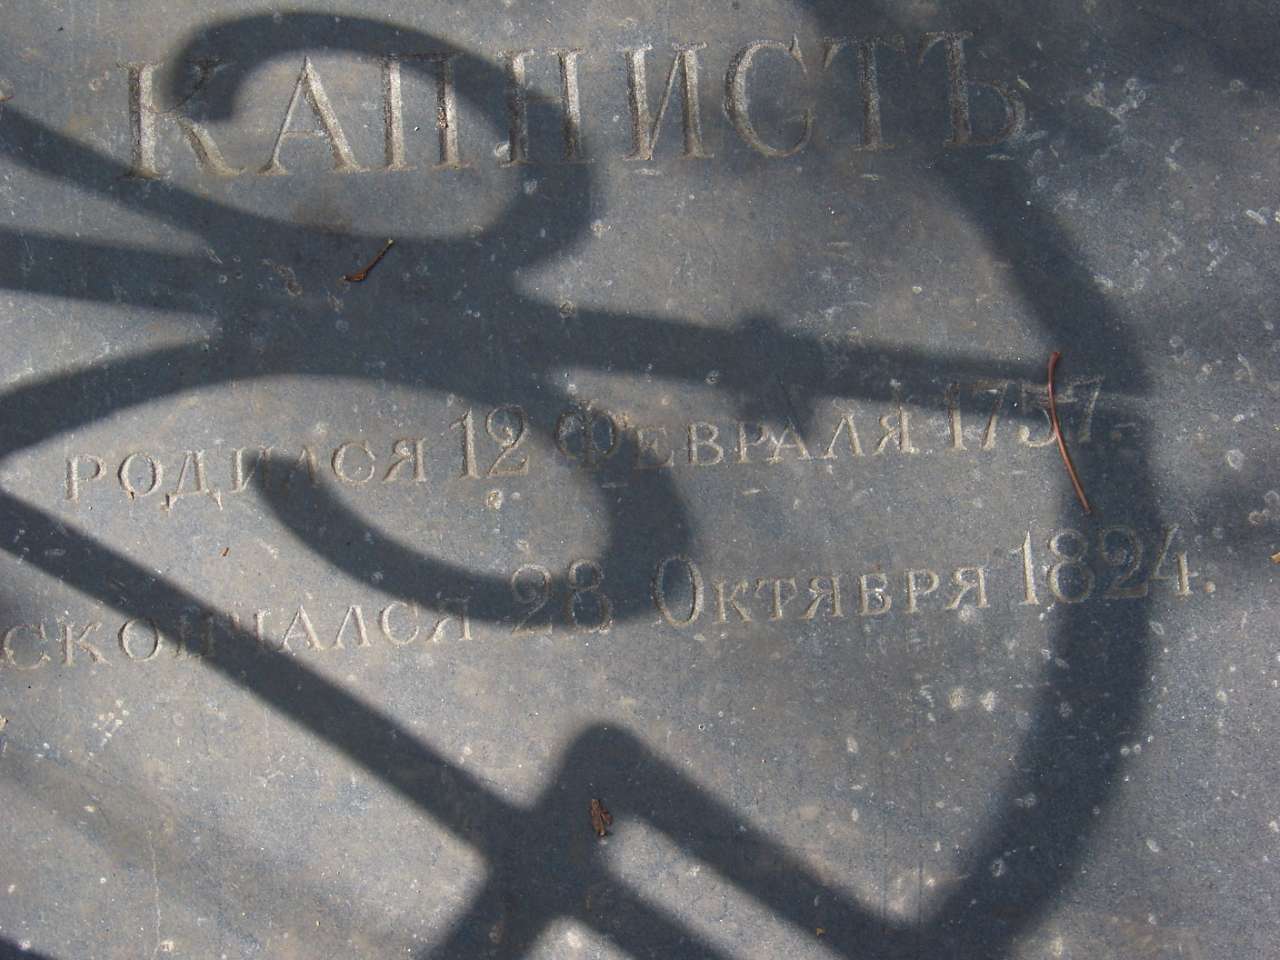 КАПНИСТЪ
родился 12 Февраля 1757.
скончался 28 Октября 1824.